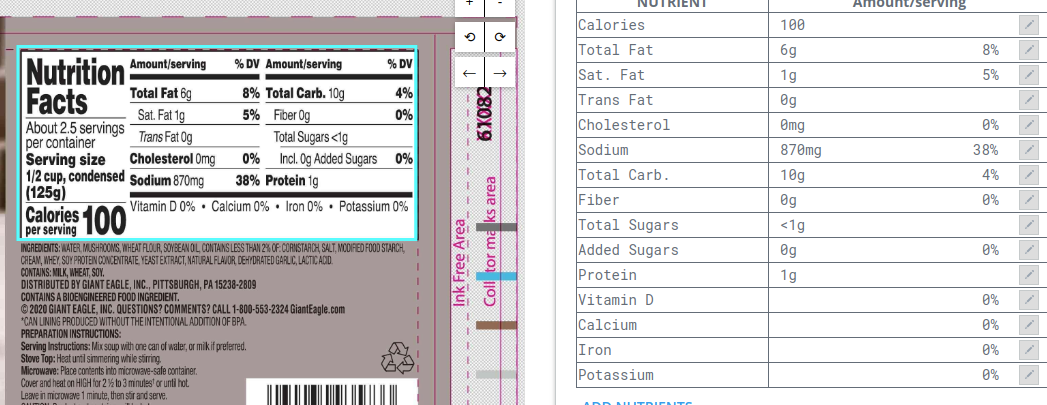 Nutrition
Facts
About 2.5 servings
per container
Serving size
1/2 cup, condensed
(125g)
Calories 100
per serving
Amount/serving % DV
Total Fat 6g 8%
Sat. Fat 1g 5%
Trans Fat 0g
Cholesterol 0mg 0%
Sodium 870mg 38%
Amount/serving % DV
Total Carb. 10g 4%
Fiber 0g 0%
Total Sugars <1g
Incl. 0g Added Sugars 0%
Protein 1g
Vitamin D 0% • Calcium 0% • Iron 0% • Potassium 0%
INGREDIENTS: WATER, MUSHROOMS, WHEAT FLOUR, SOYBEAN OIL, CONTAINS LESS THAN 2% OF: CORNSTARCH, SALT, MODIFIED FOOD STARCH,
CREAM, WHEY, SOY PROTEIN CONCENTRATE, YEAST EXTRACT, NATURAL FLAVOR, DEHYDRATED GARLIC, LACTIC ACID.
CONTAINS: MILK, WHEAT, SOY.
DISTRIBUTED BY GIANT EAGLE, INC., PITTSBURGH, PA 15238-2809
CONTAINS A BIOENGINEERED FOOD INGREDIENT.
© 2020 GIANT EAGLE, INC. QUESTIONS? COMMENTS? CALL 1-800-553-2324 GiantEagle.com
*CAN LINING PRODUCED WITHOUT THE INTENTIONAL ADDITION OF BPA.
PREPARATION INSTRUCTIONS:
Serving Instructions: Mix soup with one can of water, or milk if preferred.
Stove Top: Heat until simmering while stirring.
Microwave: Place contents into microwave-safe container.
Cover and heat on HIGH for 2 ½ to 3 minutes† or until hot.
Leave in microwave 1 minute, then stir and serve.
61082
Ink Free Area
marks area
+ -
⟲ ⟳
← →
NUTRIENT Amount/serving
Calories 100
Total Fat 6g 8%
Sat. Fat 1g 5%
Trans Fat 0g
Cholesterol 0mg 0%
Sodium 870mg 38%
Total Carb. 10g 4%
Fiber 0g 0%
Total Sugars <1g
Added Sugars 0g 0%
Protein 1g
Vitamin D 0%
Calcium 0%
Iron 0%
Potassium 0%
ADD NUTRIENTS